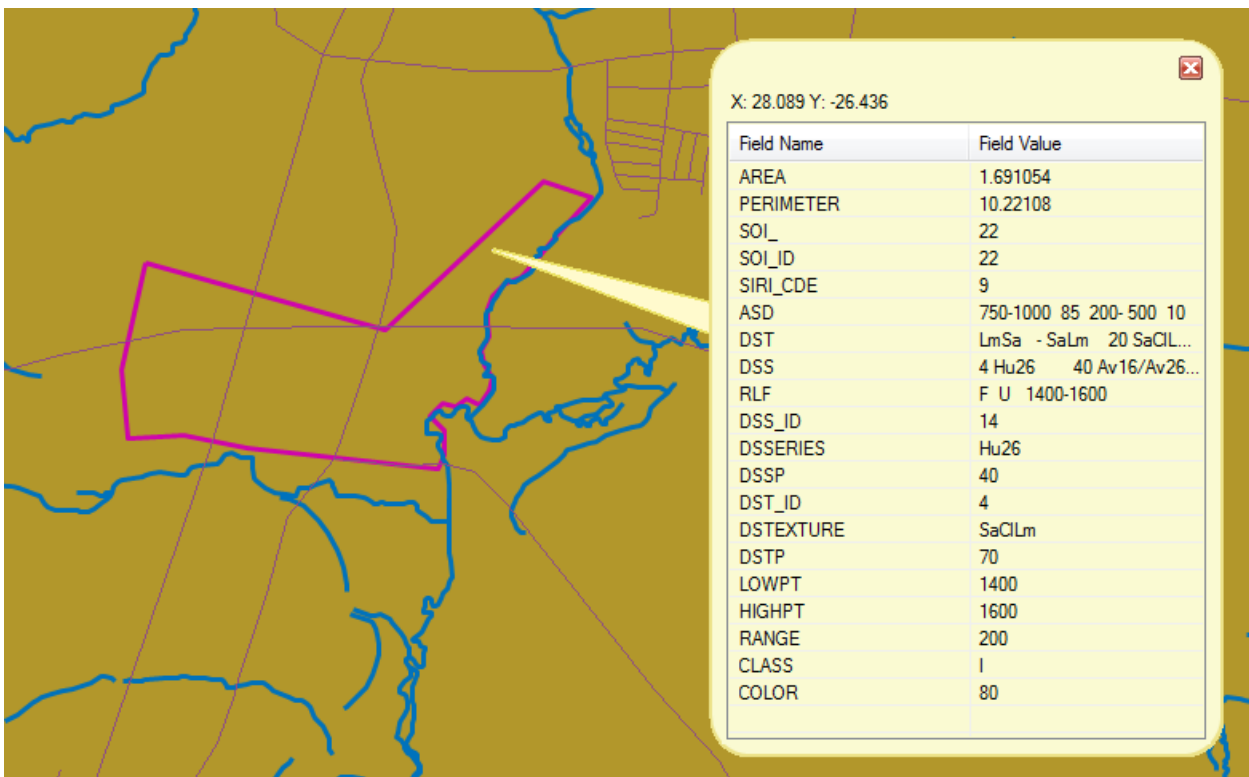 X: 28.089 Y: -26.436
Field Name Field Value
AREA 1.691054
PERIMETER 10.22108
SOI_ 22
SOI_ID 22
SIRI_CDE 9
ASD 750-1000 85 200- 500 10
DST LmSa - SaLm 20 SaClL...
DSS 4 Hu26 40 Av16/Av26...
RLF F U 1400-1600
DSS_ID 14
DSSERIES Hu26
DSSP 40
DST_ID 4
DSTEXTURE SaClLm
DSTP 70
LOWPT 1400
HIGHPT 1600
RANGE 200
CLASS I
COLOR 80